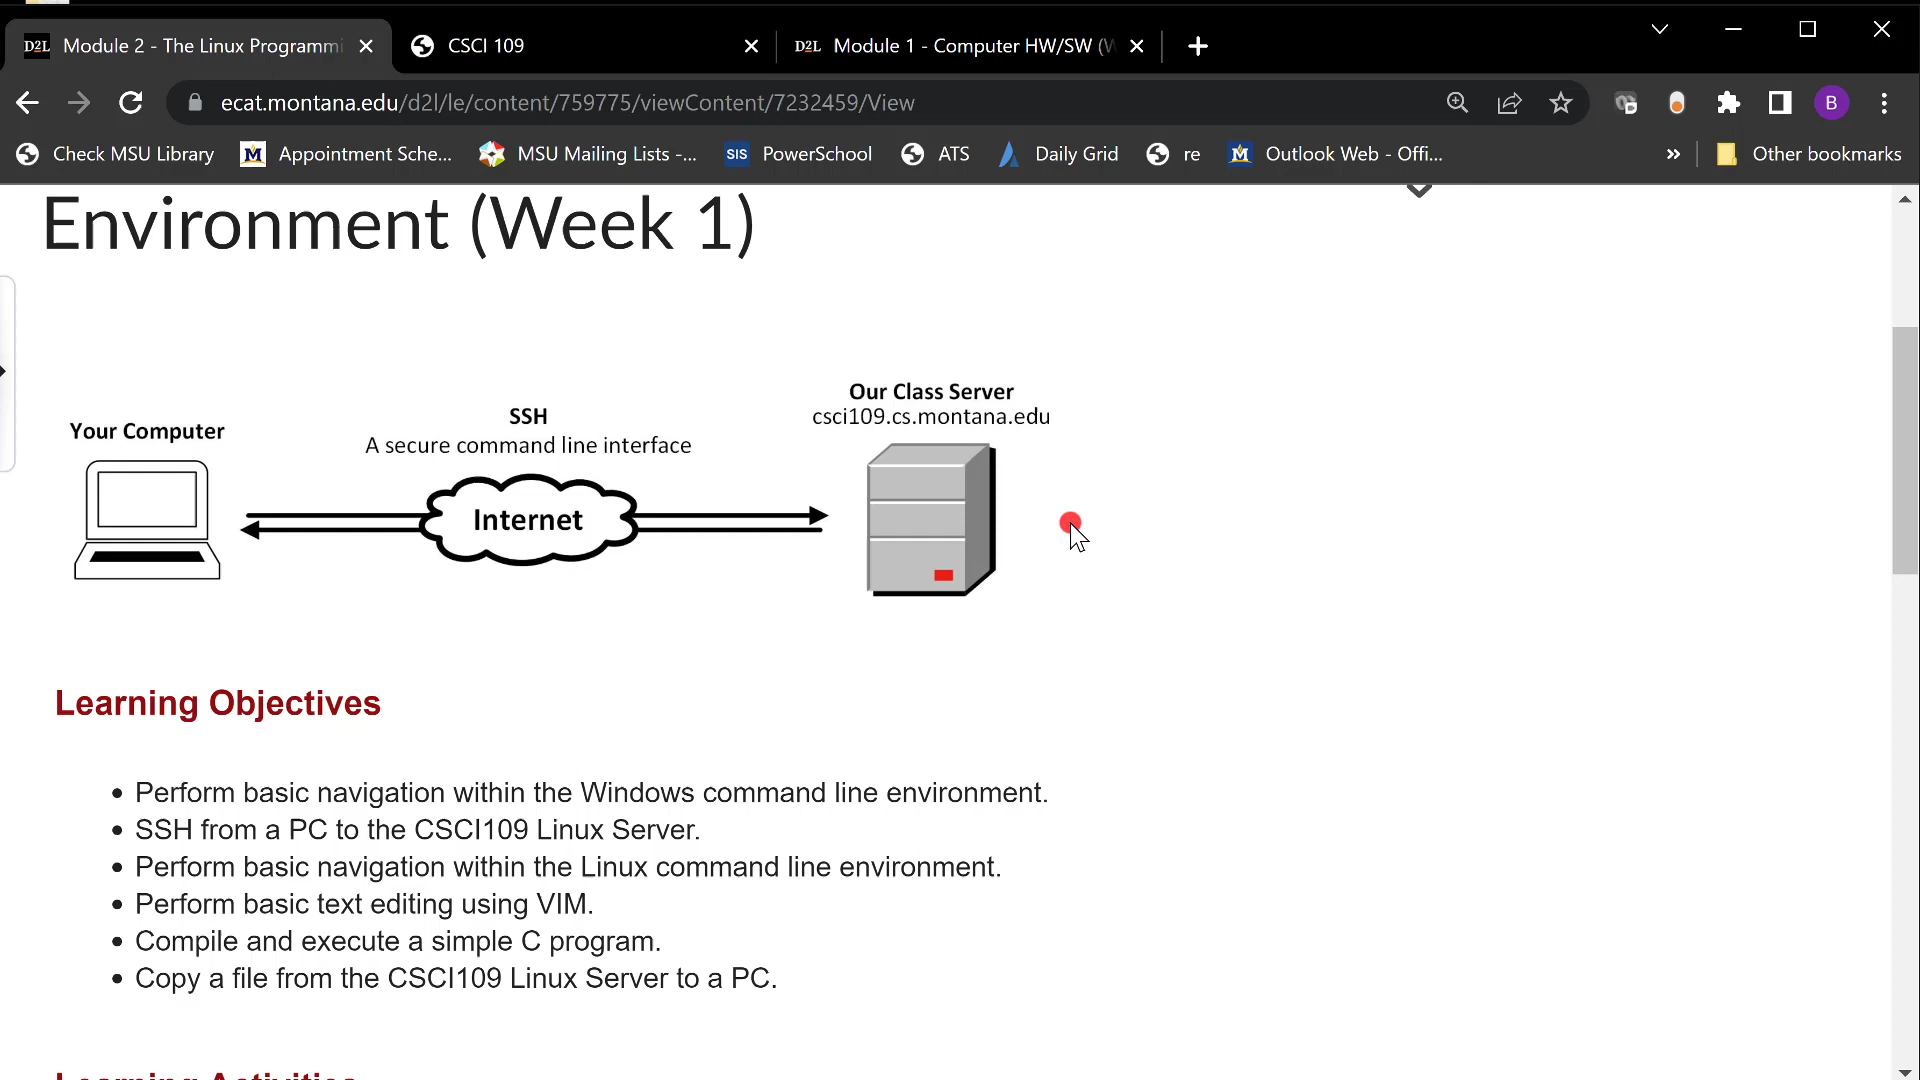 D2L Module 2 - The Linux Programmi
CSCI 109
D2L Module 1 - Computer HW/SW (W
ecat.montana.edu/d2l/le/content/759775/viewContent/7232459/View
B
Check MSU Library
M Appointment Sche...
MSU Mailing Lists -...
SIS PowerSchool
ATS
Daily Grid
re
M Outlook Web - Offi...
»
Other bookmarks
Environment (Week 1)
Our Class Server
csci109.cs.montana.edu
SSH
A secure command line interface
Your Computer
Internet
Learning Objectives
• Perform basic navigation within the Windows command line environment.
• SSH from a PC to the CSCI109 Linux Server.
• Perform basic navigation within the Linux command line environment.
• Perform basic text editing using VIM.
• Compile and execute a simple C program.
• Copy a file from the CSCI109 Linux Server to a PC.
Learning Activities